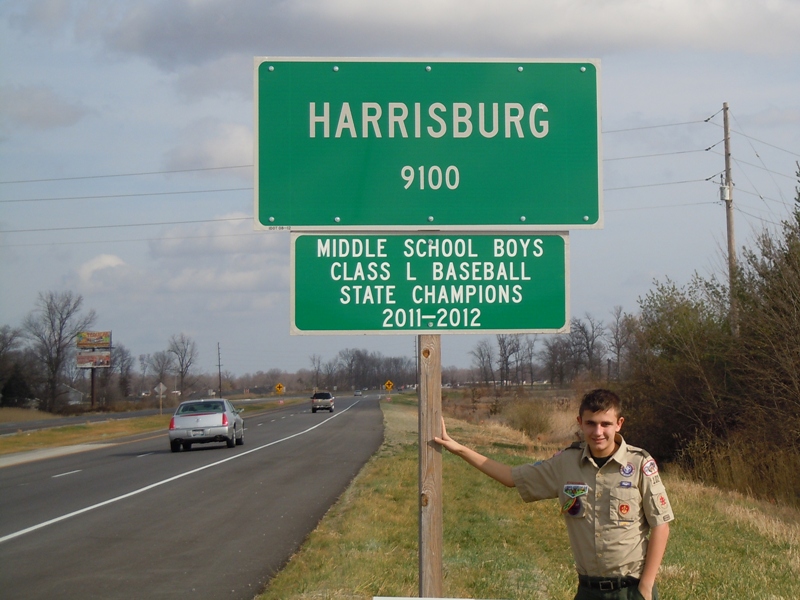 HARRISBURG
9100
MIDDLE SCHOOL BOYS
CLASS L BASEBALL
STATE CHAMPIONS
2011-2012